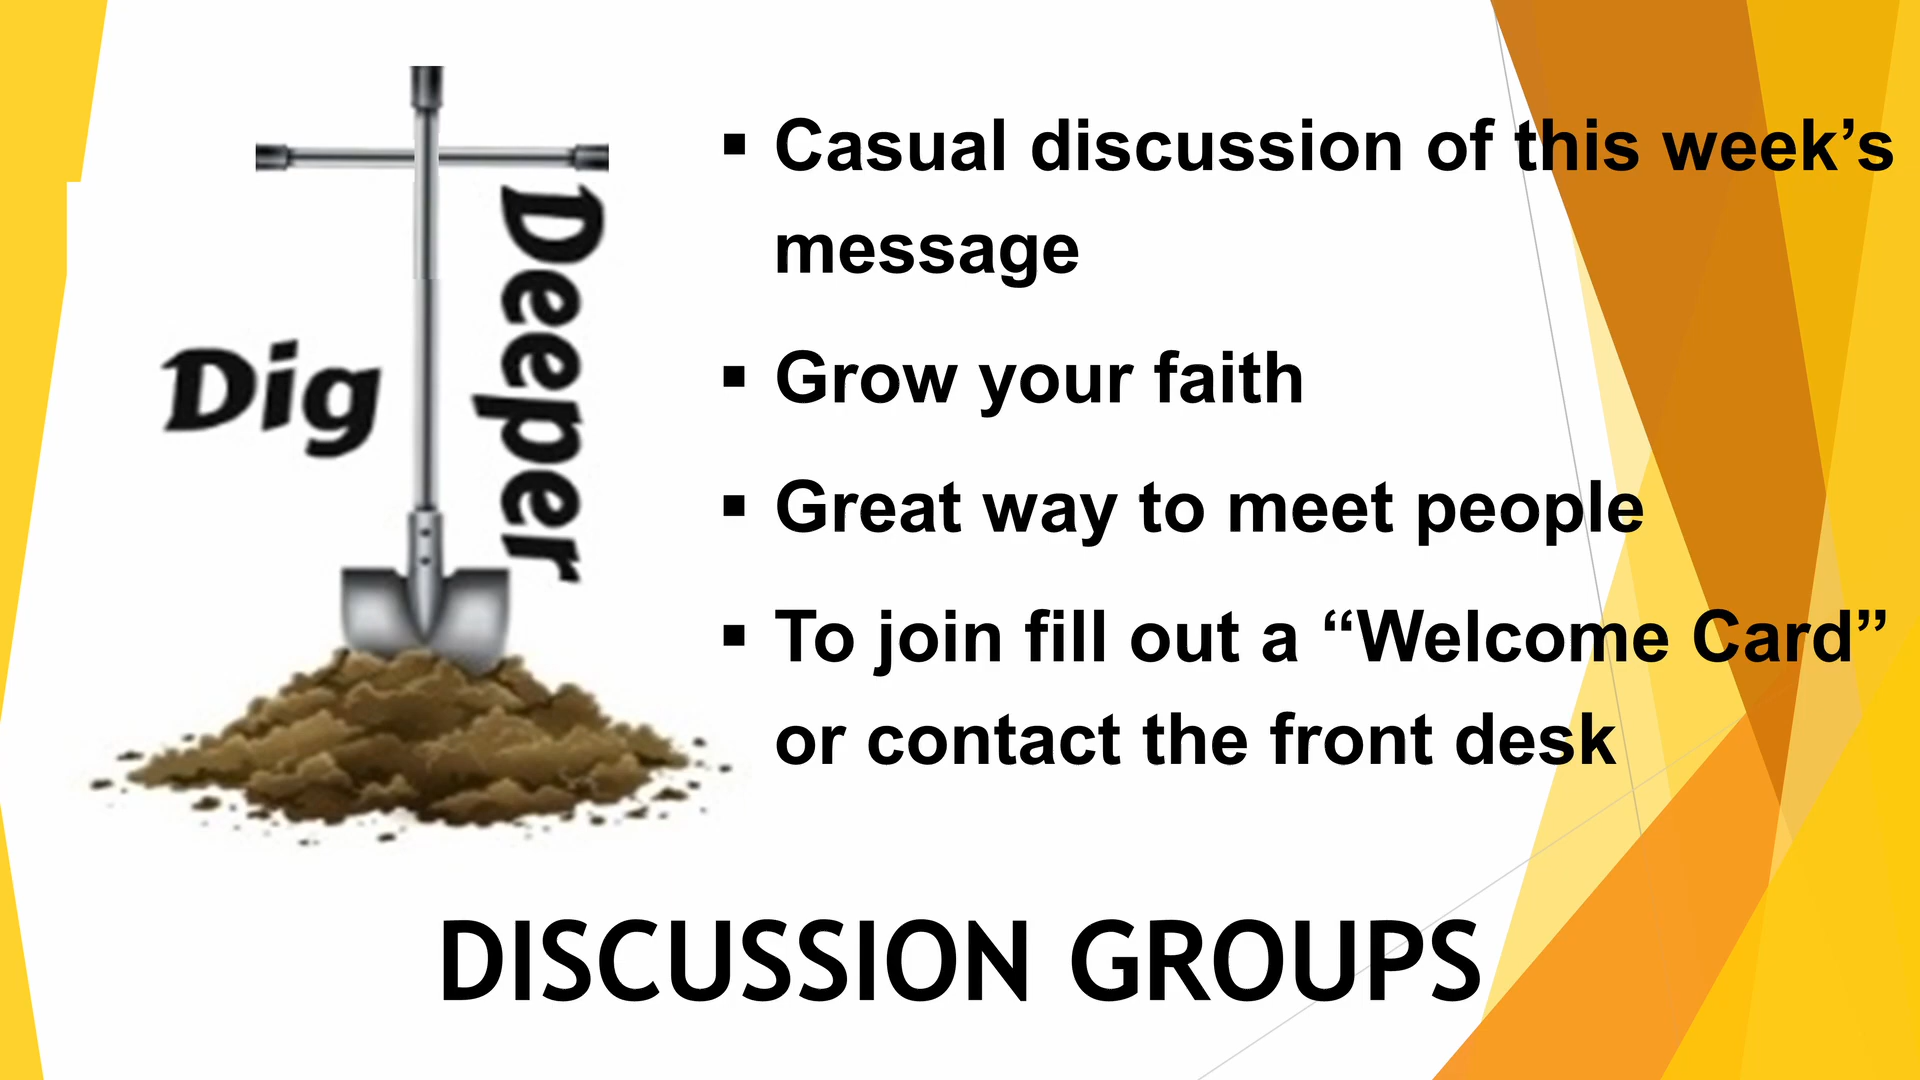 Dig
Deeper
▪ Casual discussion of this week’s
message
▪ Grow your faith
▪ Great way to meet people
▪ To join fill out a “Welcome Card”
or contact the front desk
DISCUSSION GROUPS